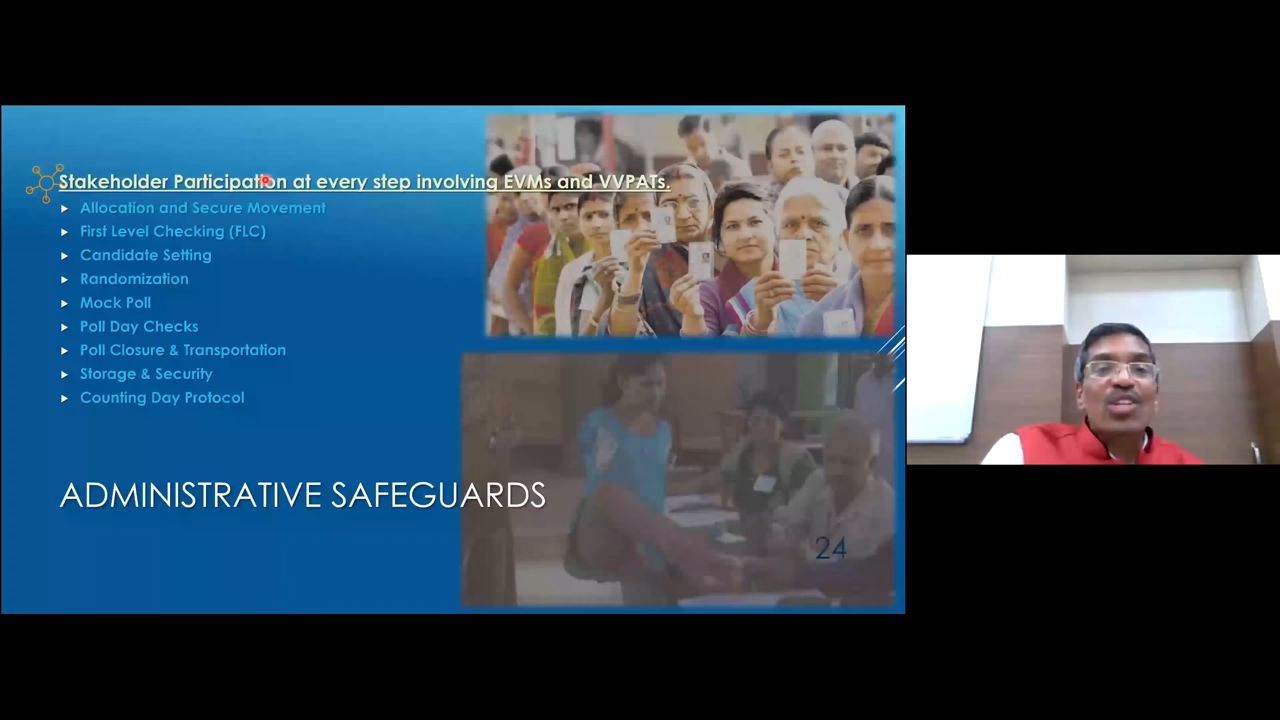 Stakeholder Participation at every step involving EVMs and VVPATs.
Allocation and Secure Movement
First Level Checking (FLC)
Candidate Setting
Randomization
Mock Poll
Poll Day Checks
Poll Closure & Transportation
Storage & Security
Counting Day Protocol
ADMINISTRATIVE SAFEGUARDS
24